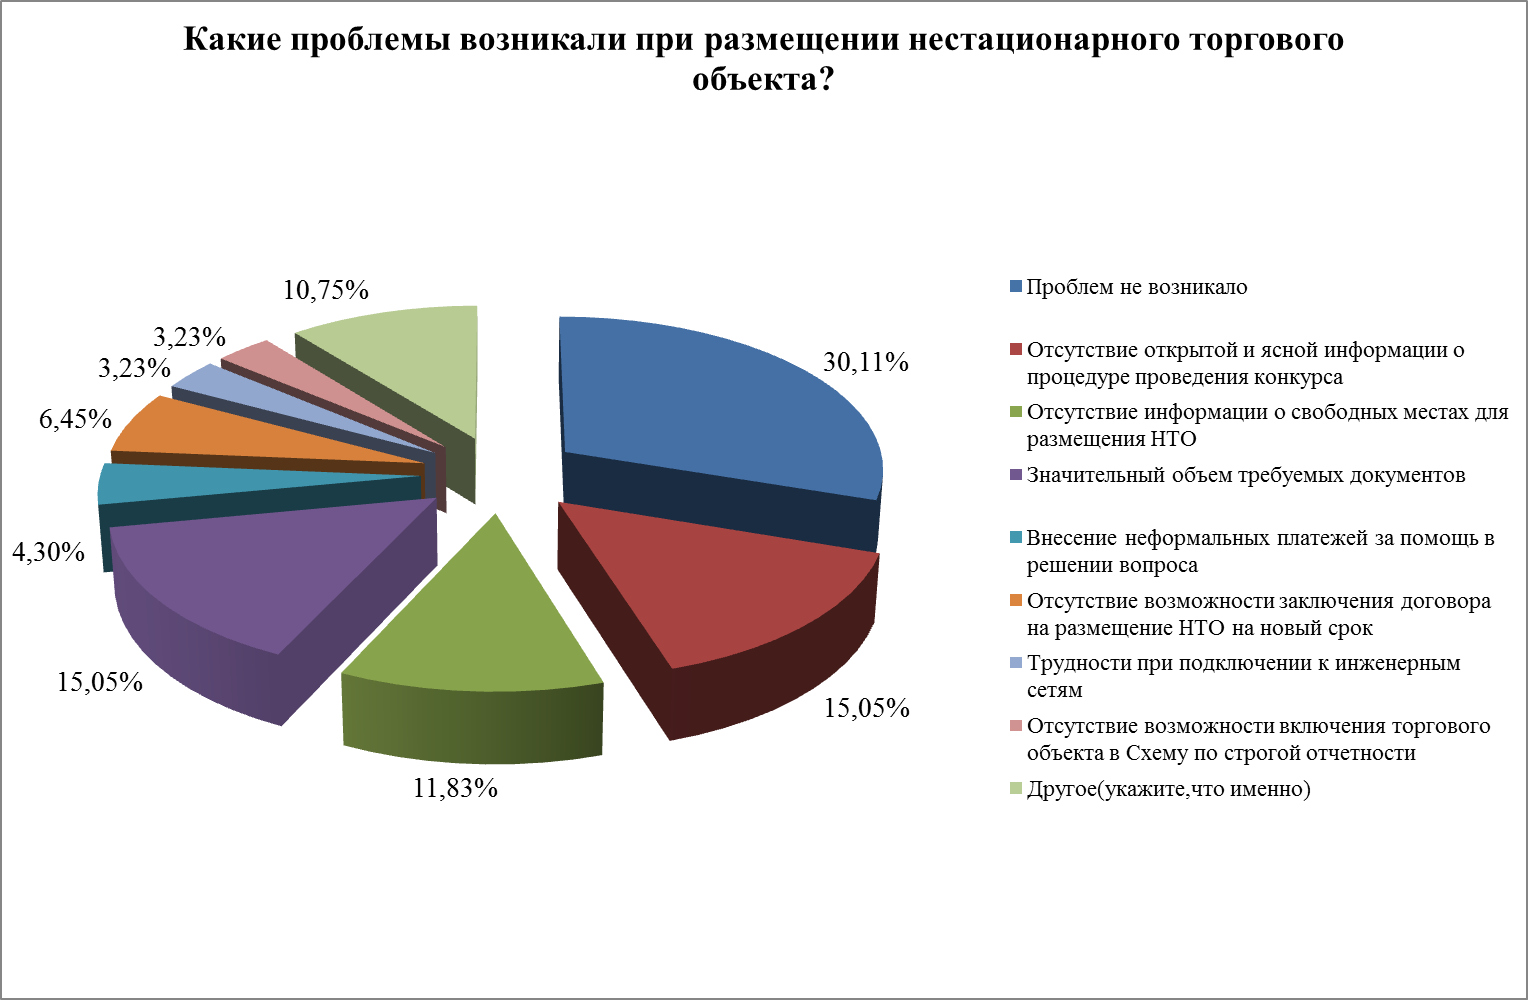 Какие проблемы возникали при размещении нестационарного торгового
объекта?
10,75%
3,23%
3,23%
6,45%
4,30%
15,05%
11,83%
15,05%
30,11%
Проблем не возникало
Отсутствие открытой и ясной информации о
процедуре проведения конкурса
Отсутствие информации о свободных местах для
размещения НТО
Значительный объем требуемых документов
Внесение неформальных платежей за помощь в
решении вопроса
Отсутствие возможности заключения договора
на размещение НТО на новый срок
Трудности при подключении к инженерным
сетям
Отсутствие возможности включения торгового
объекта в Схему по строгой отчетности
Другое(укажите,что именно)